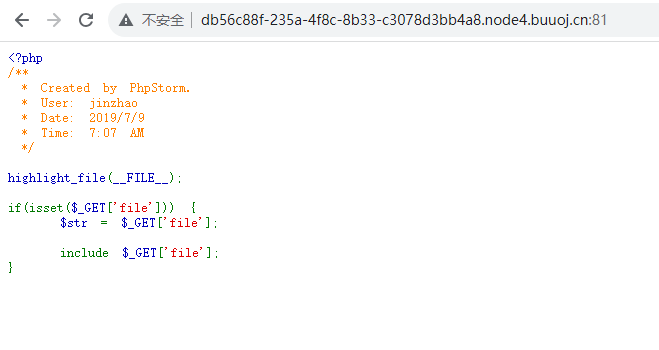 不安全 | db56c88f-235a-4f8c-8b33-c3078d3bb4a8.node4.buuoj.cn:81
<?php
/**
 * Created by PhpStorm.
 * User: jinzhao
 * Date: 2019/7/9
 * Time: 7:07 AM
 */
highlight_file(__FILE__);
if(isset($_GET['file'])) {
$str = $_GET['file'];
include $_GET['file'];
}